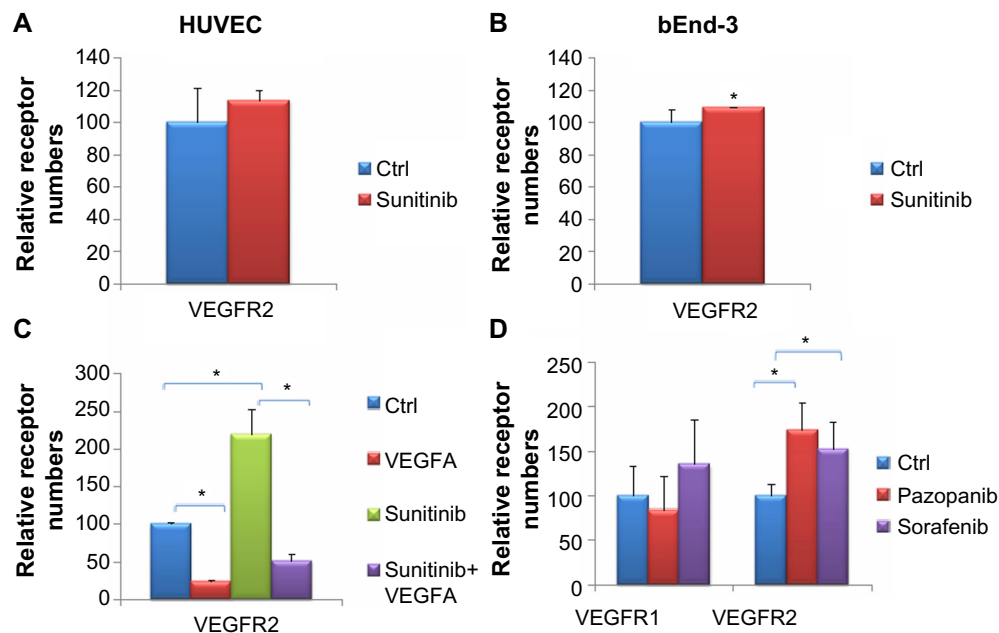 A
HUVEC
Relative receptor
numbers
140
120
100
80
60
40
20
0
VEGFR2
Ctrl
Sunitinib
B
bEnd-3
Relative receptor
numbers
140
120
100
80
60
40
20
0
*
VEGFR2
Ctrl
Sunitinib
C
Relative receptor
numbers
300
250
200
150
100
50
0
*
*
*
VEGFR2
Ctrl
VEGFA
Sunitinib
Sunitinib+
VEGFA
D
Relative receptor
numbers
250
200
150
100
50
0
*
*
VEGFR1
VEGFR2
Ctrl
Pazopanib
Sorafenib